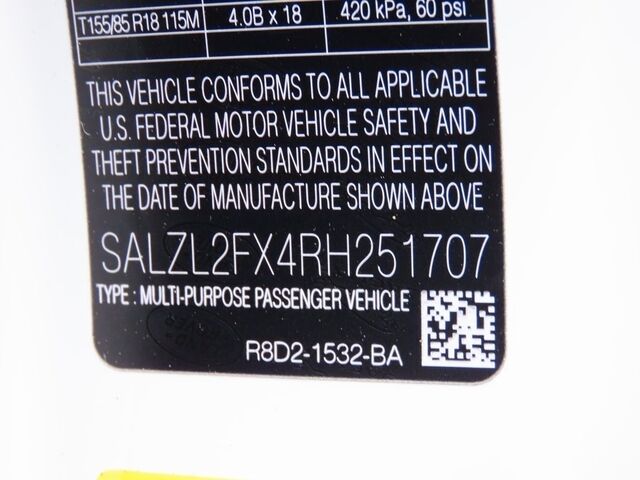 T155/85 R18 115M 4.0B x 18 420 kPa, 60 psi
THIS VEHICLE CONFORMS TO ALL APPLICABLE
U.S. FEDERAL MOTOR VEHICLE SAFETY AND
THEFT PREVENTION STANDARDS IN EFFECT ON
THE DATE OF MANUFACTURE SHOWN ABOVE
SALZL2FX4RH251707
TYPE : MULTI-PURPOSE PASSENGER VEHICLE
R8D2-1532-BA